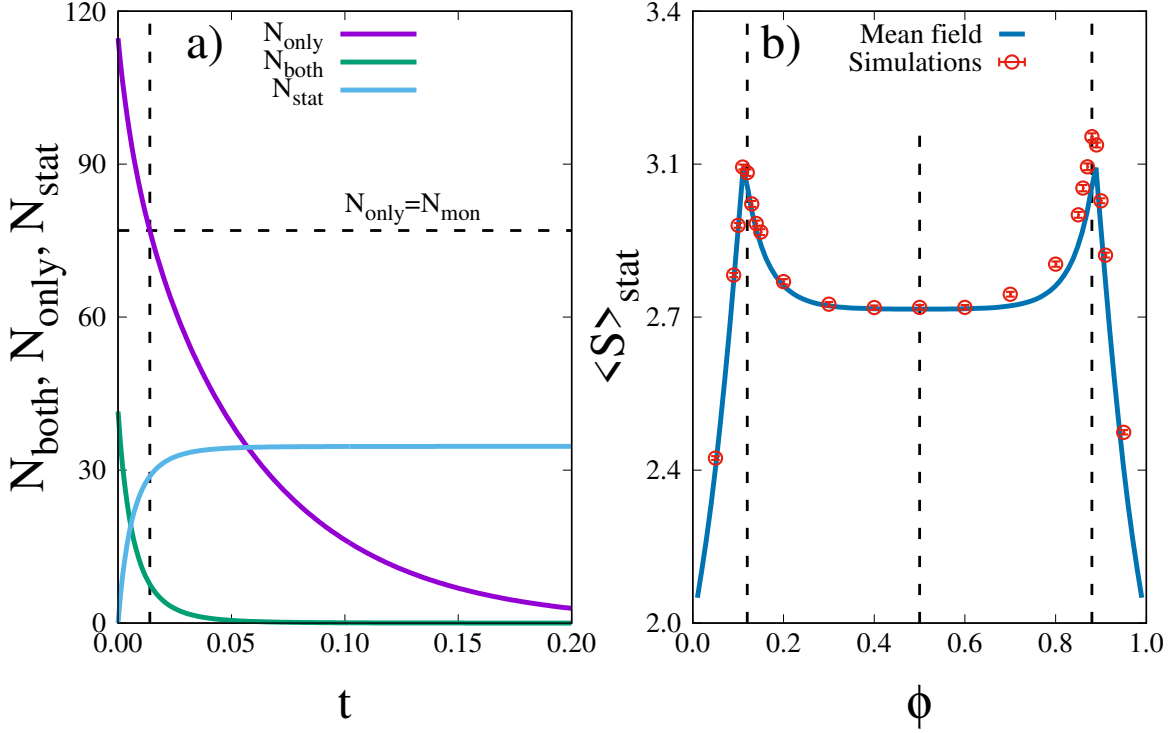 a)
N_only
N_both
N_stat
N_only=N_mon
N_both, N_only, N_stat
120
90
60
30
0
0.00 0.05 0.10 0.15 0.20
t
b)
Mean field
Simulations
<S>_stat
3.4
3.1
2.7
2.4
2.0
0.0 0.2 0.4 0.6 0.8 1.0
ϕ